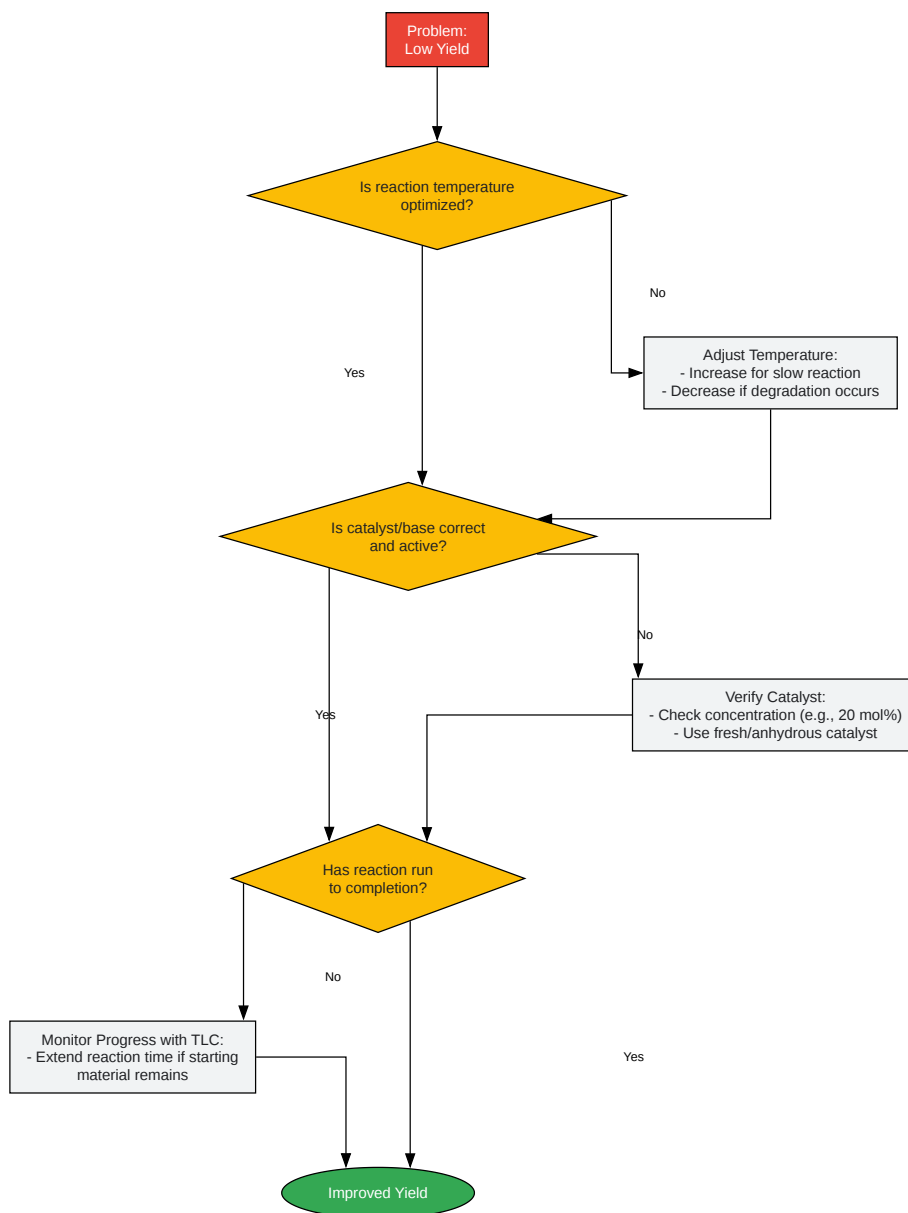 Problem:
Low Yield
Is reaction temperature
optimized?
No
Adjust Temperature:
- Increase for slow reaction
- Decrease if degradation occurs
Yes
Is catalyst/base correct
and active?
No
Verify Catalyst:
- Check concentration (e.g., 20 mol%)
- Use fresh/anhydrous catalyst
Yes
Has reaction run
to completion?
No
Monitor Progress with TLC:
- Extend reaction time if starting
material remains
Yes
Improved Yield